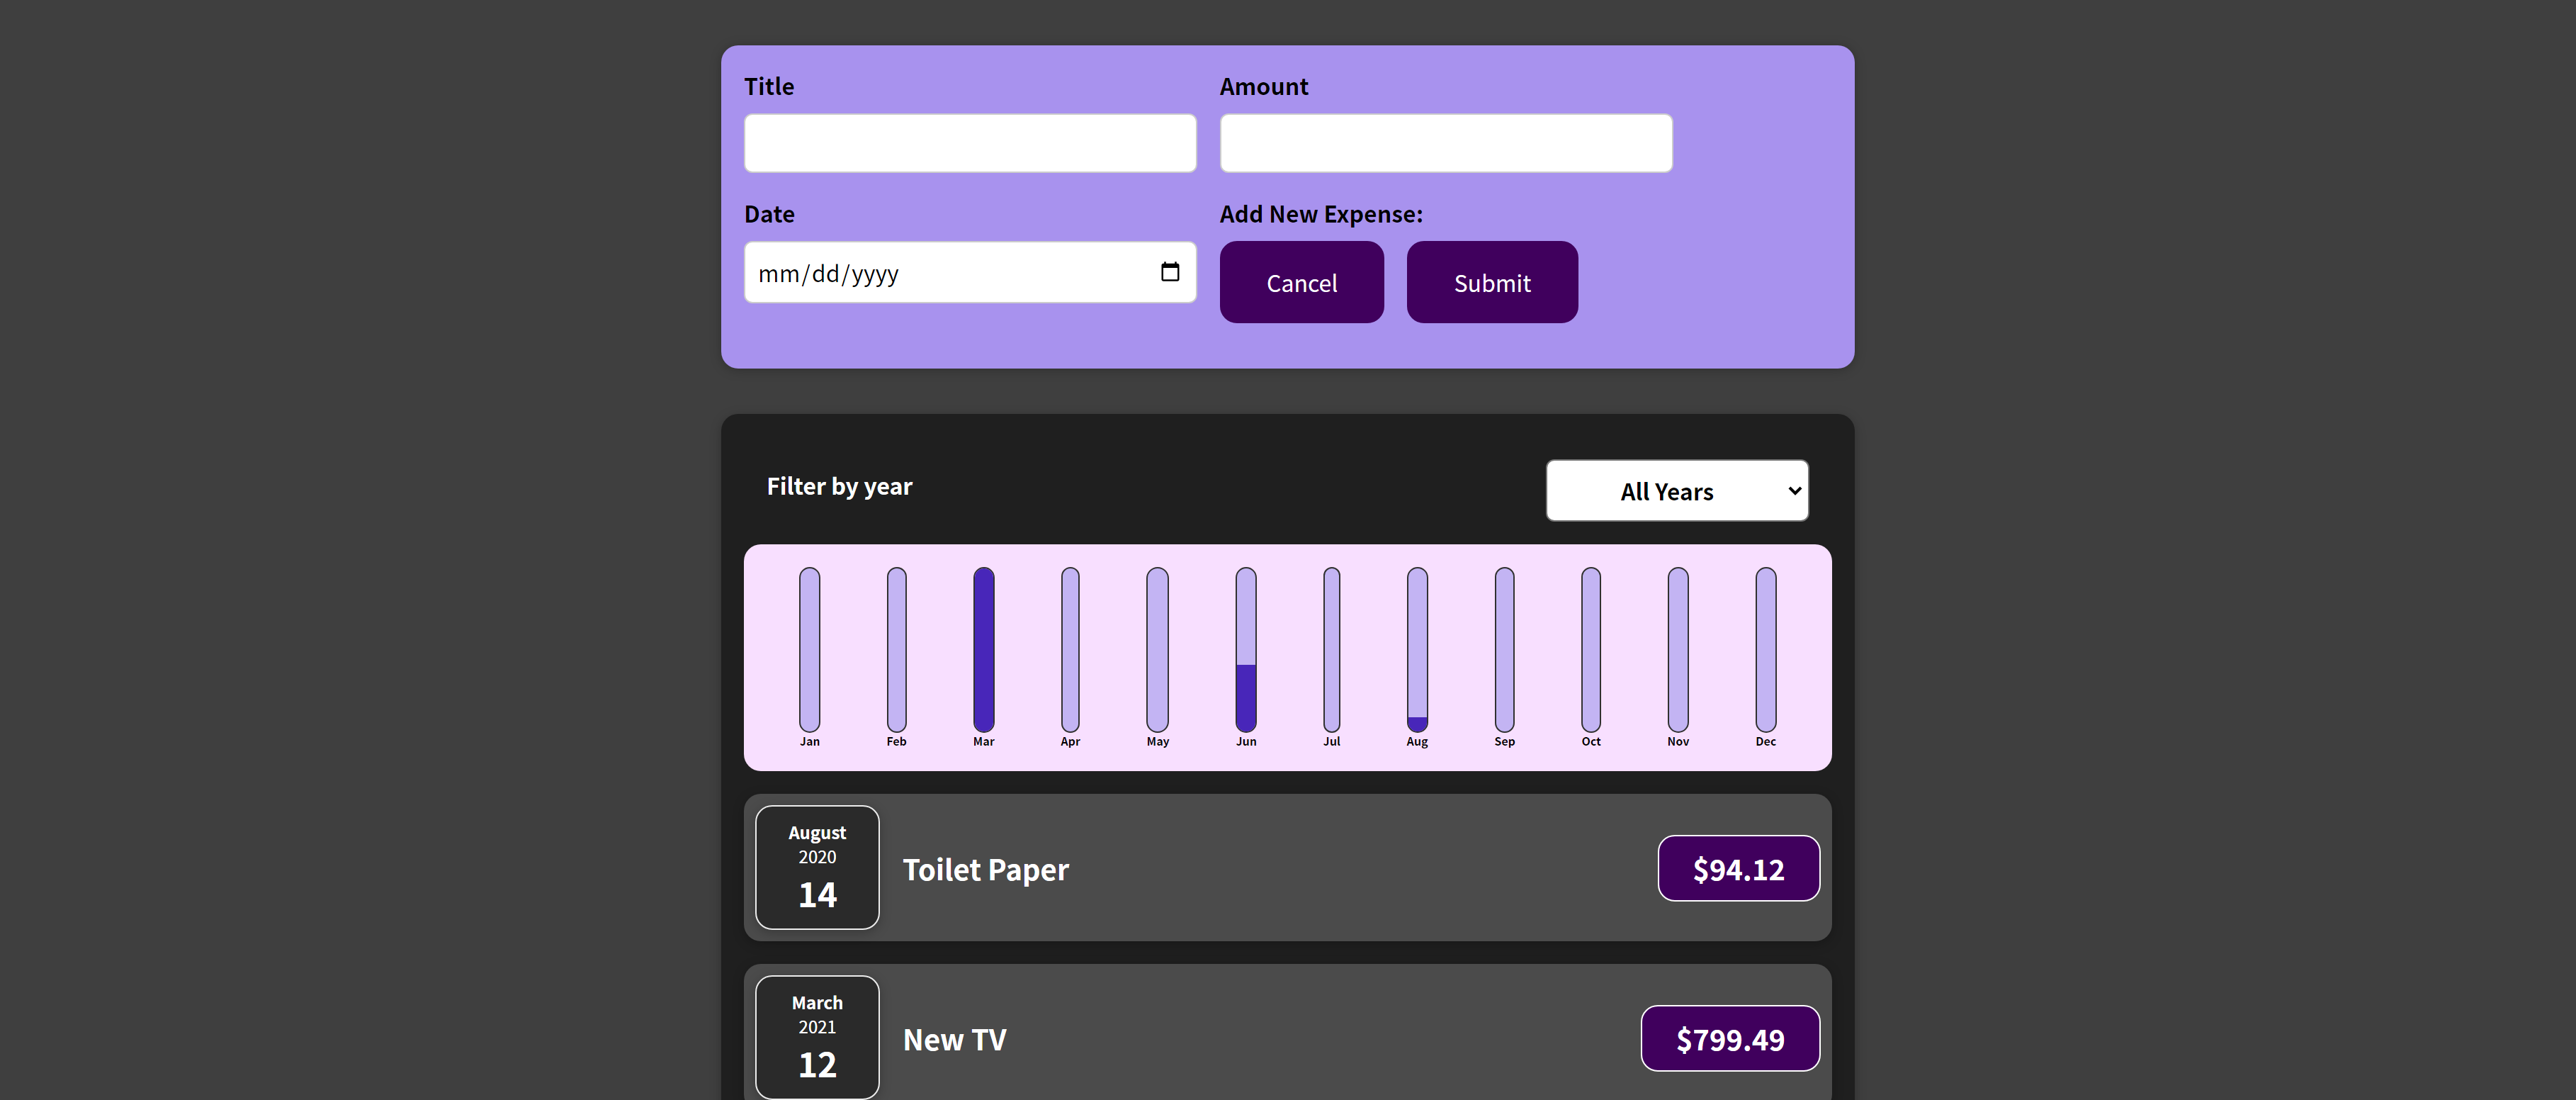 Title Amount
mm/dd/yyyy
Date Add New Expense:
Cancel Submit
Filter by year All Years
Jan Feb Mar Apr May Jun Jul Aug Sep Oct Nov Dec
August
2020
14
Toilet Paper
$94.12
March
2021
12
New TV
$799.49